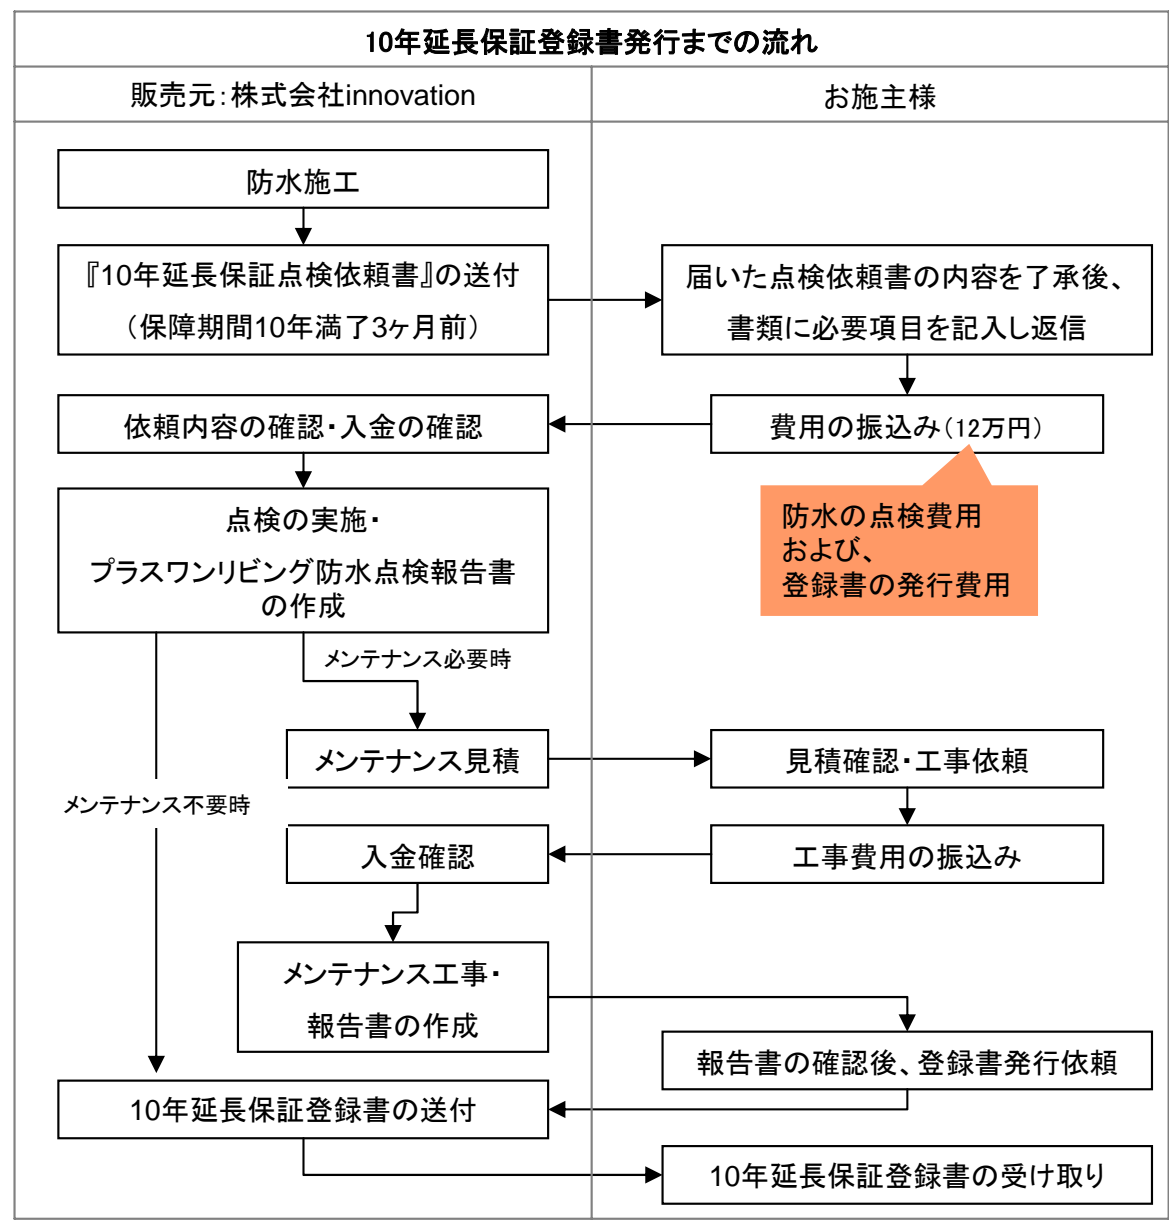 10年延長保証登録書発行までの流れ
販売元：株式会社innovation
お施主様
防水施工
『10年延長保証点検依頼書』の送付
（保障期間10年満了3ヶ月前）
届いた点検依頼書の内容を了承後、
書類に必要項目を記入し返信
依頼内容の確認・入金の確認
費用の振込み（12万円）
防水の点検費用
および、
登録書の発行費用
点検の実施・
プラスワンリビング防水点検報告書
の作成
メンテナンス必要時
メンテナンス見積
見積確認・工事依頼
メンテナンス不要時
入金確認
工事費用の振込み
メンテナンス工事・
報告書の作成
報告書の確認後、登録書発行依頼
10年延長保証登録書の送付
10年延長保証登録書の受け取り